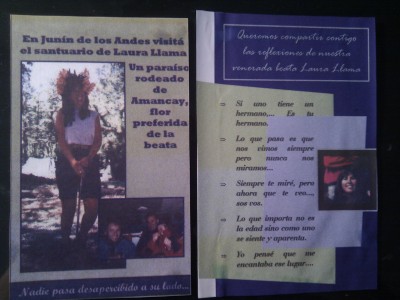 En Junín de los Andes visitá
el santuario de Laura Llama
Un paraíso
rodeado
de
Amancay,
flor
preferida
de la
beata
Nadie pasa desapercibido a su lado...
Queremos compartir contigo
las reflexiones de nuestra
venerada beata Laura Llama
Si uno tiene un
hermano.... Es tu
hermano.
Lo que pasa es que
nos vimos siempre
pero nunca nos
miramos...
Siempre te miré, pero
ahora que te veo...,
sos vos.
Lo que importa no es
la edad sino como uno
se siente y aparenta.
Yo pensé que me
encantaba ese lugar....